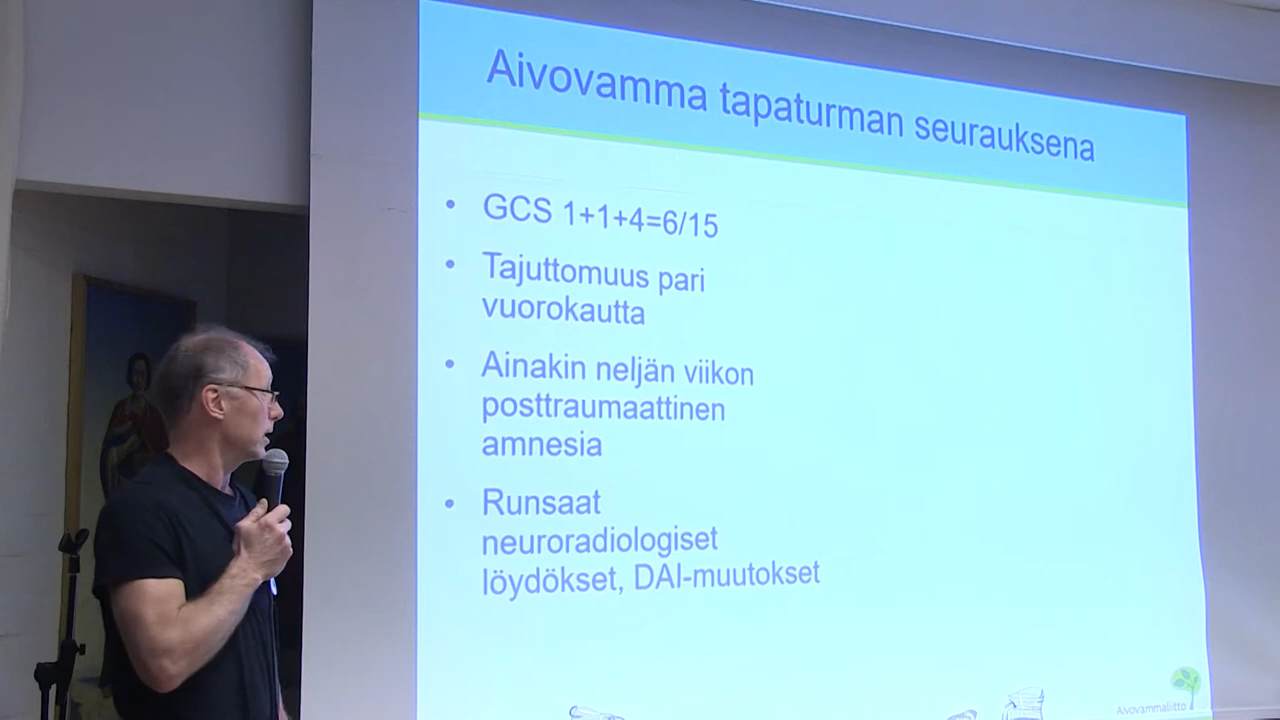 Aivovamma tapaturman seurauksena
• GCS 1+1+4=6/15
• Tajuttomuus pari
vuorokautta
• Ainakin neljän viikon
posttraumaattinen
amnesia
• Runsaat
neuroradiologiset
löydökset, DAI-muutokset
Aivovammaliitto